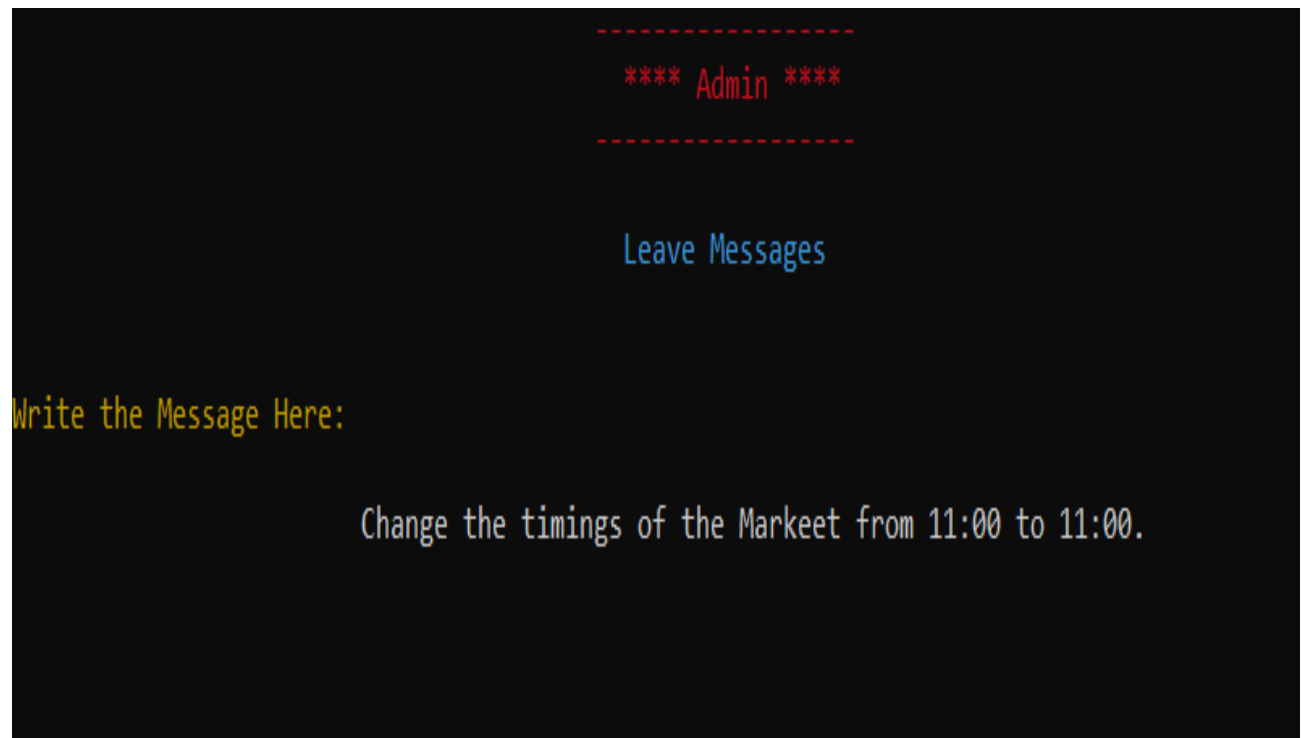 ------------------
**** Admin ****
------------------
Leave Messages
Write the Message Here:
Change the timings of the Markeet from 11:00 to 11:00.